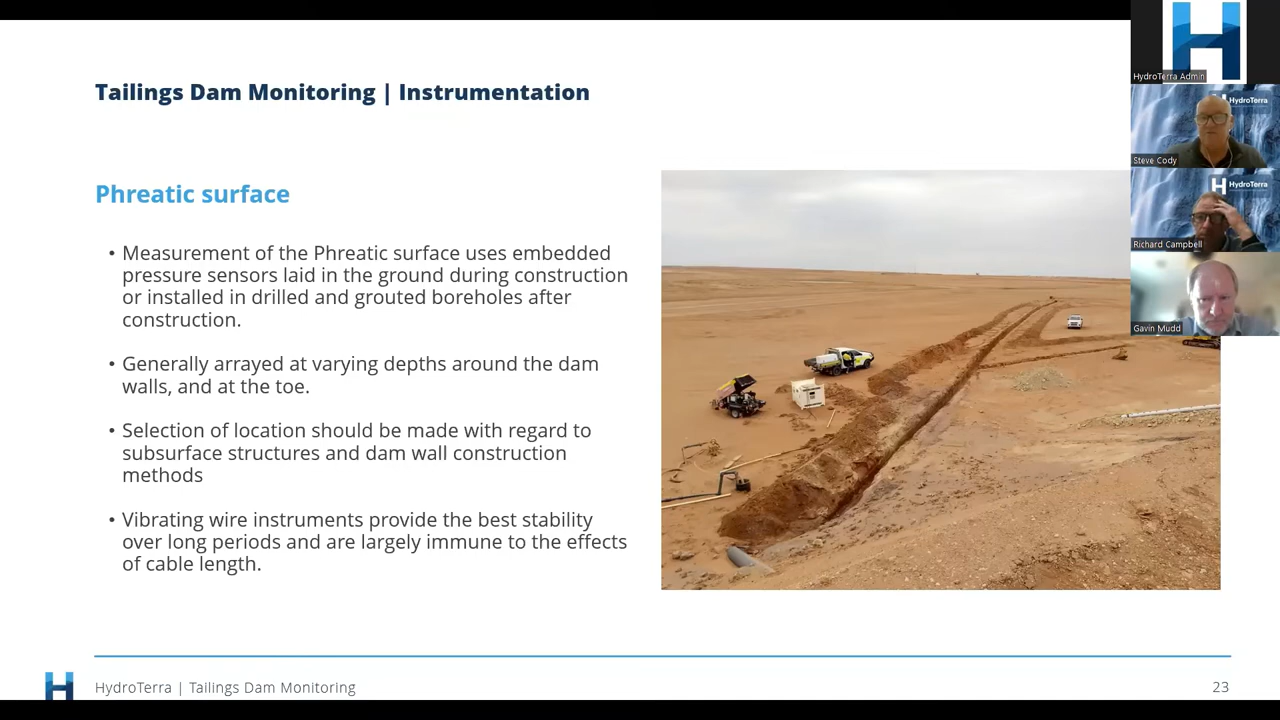 Tailings Dam Monitoring | Instrumentation
HydroTerra Admin
HydroTerra
Steve Cody
HydroTerra
Richard Campbell
Gavin Mudd
Phreatic surface
• Measurement of the Phreatic surface uses embedded
pressure sensors laid in the ground during construction
or installed in drilled and grouted boreholes after
construction.
• Generally arrayed at varying depths around the dam
walls, and at the toe.
• Selection of location should be made with regard to
subsurface structures and dam wall construction
methods
• Vibrating wire instruments provide the best stability
over long periods and are largely immune to the effects
of cable length.
HydroTerra | Tailings Dam Monitoring
23